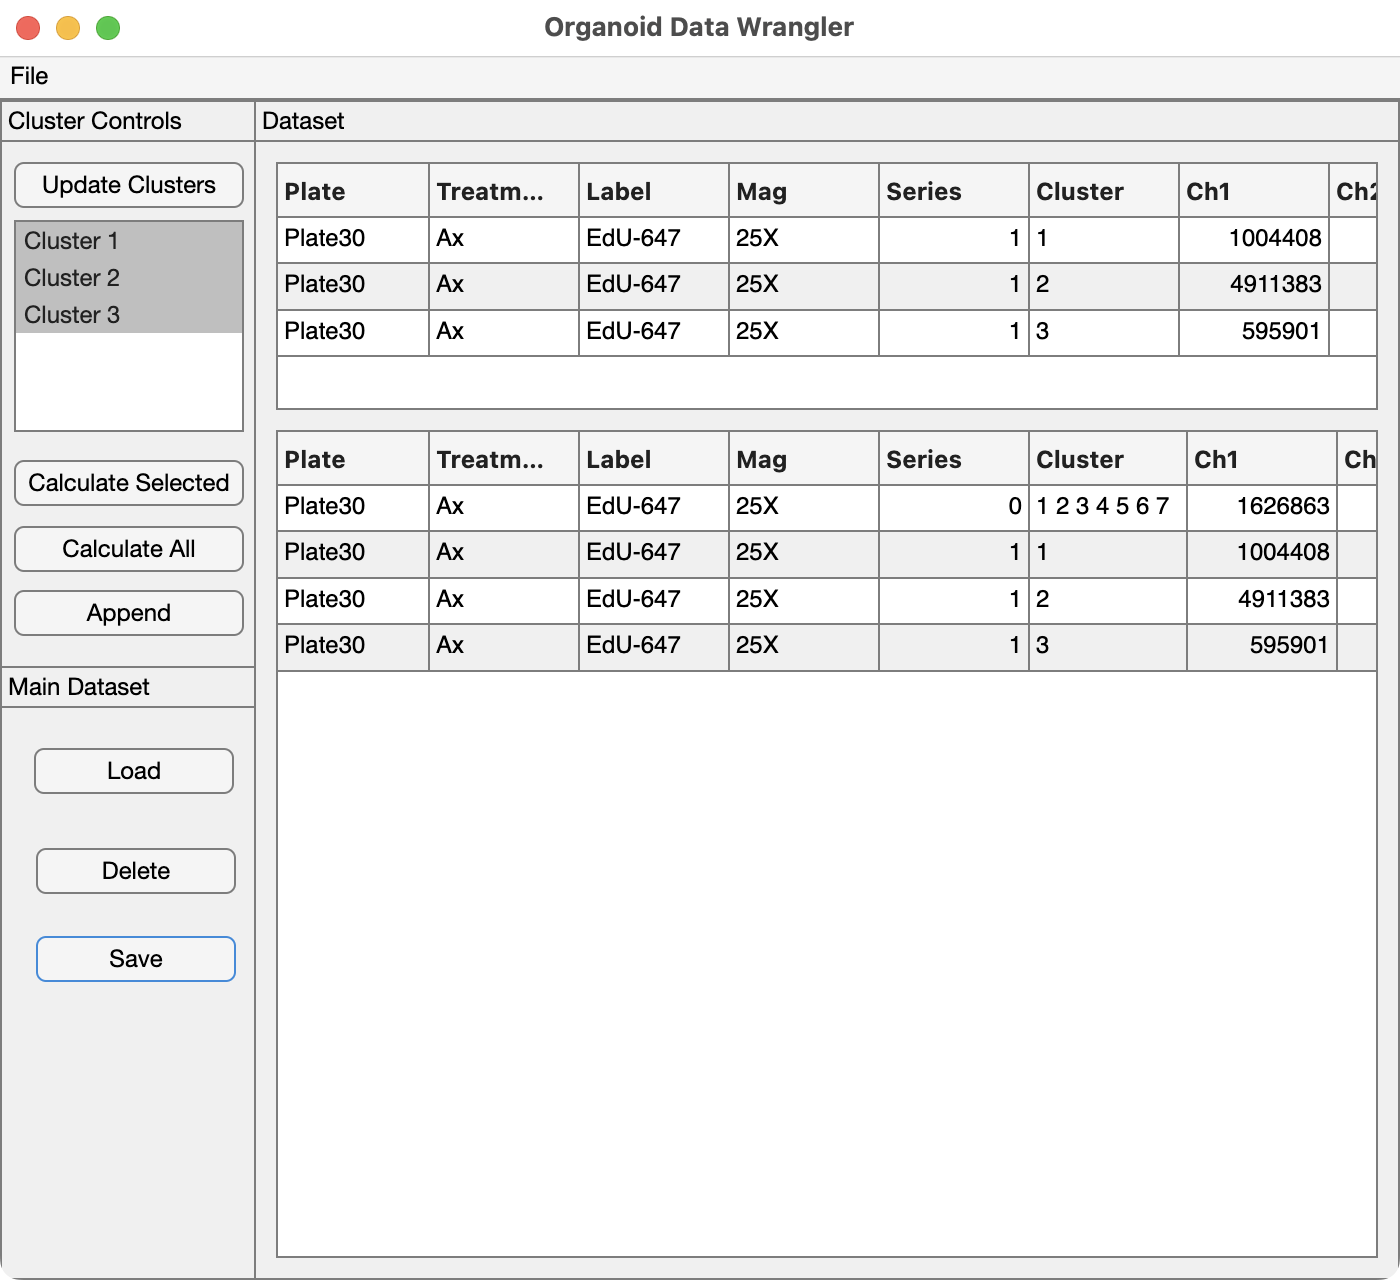 Organoid Data Wrangler
File
Cluster Controls
Dataset
Update Clusters
Cluster 1
Cluster 2
Cluster 3
Calculate Selected
Calculate All
Append
Main Dataset
Load
Delete
Save
Plate Treatm... Label Mag Series Cluster Ch1 Ch2
Plate30 Ax EdU-647 25X 1 1 1004408
Plate30 Ax EdU-647 25X 1 2 4911383
Plate30 Ax EdU-647 25X 1 3 595901
Plate Treatm... Label Mag Series Cluster Ch1 Ch
Plate30 Ax EdU-647 25X 0 1 2 3 4 5 6 7 1626863
Plate30 Ax EdU-647 25X 1 1 1004408
Plate30 Ax EdU-647 25X 1 2 4911383
Plate30 Ax EdU-647 25X 1 3 595901